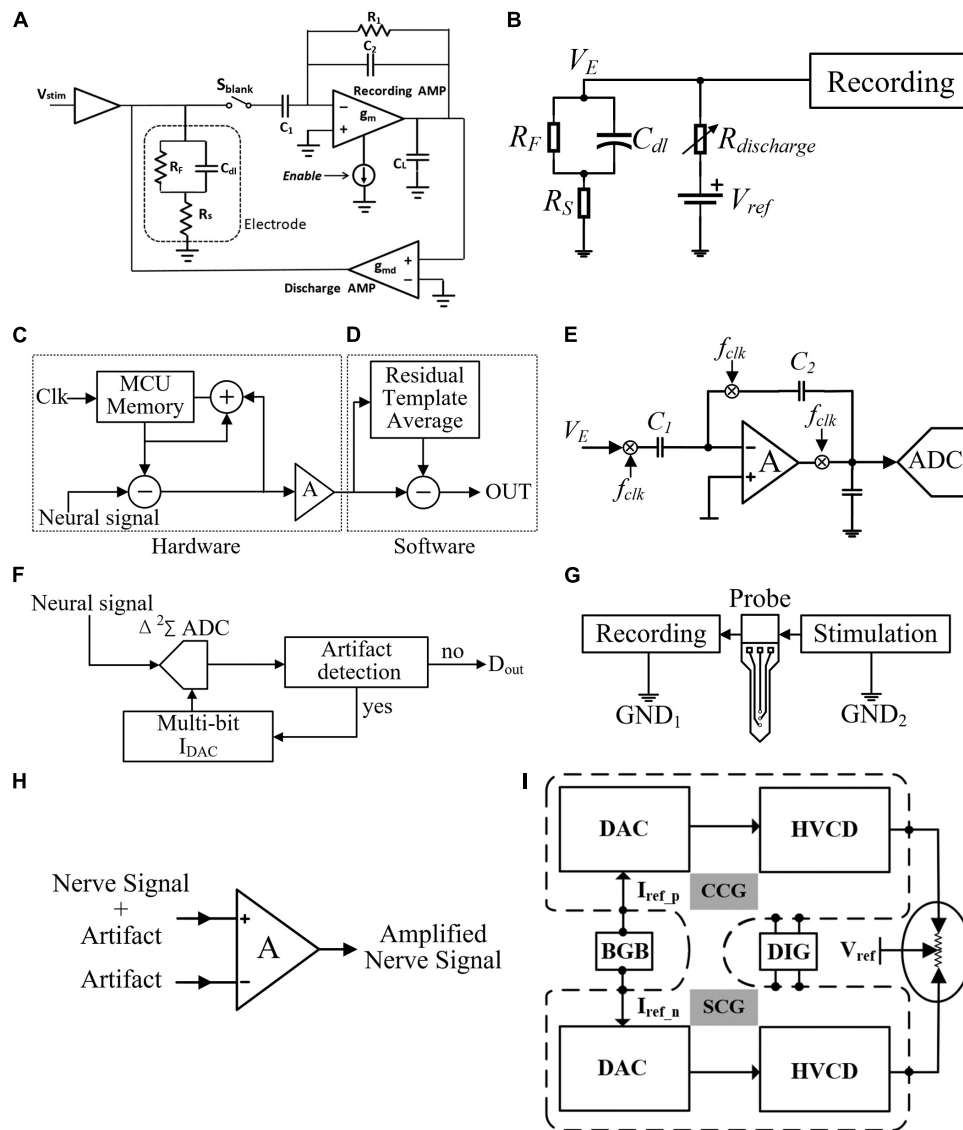 A
R₁
C₂
Recording AMP
Vstim
Sblank
C₁
−
+
gm
Enable
CL
RF
Cdl
Rs
Electrode
+
−
gmd
Discharge AMP
B
VE
Recording
RF
Cdl
Rdischarge
RS
+
Vref
C
Clk
MCU
Memory
+
−
Neural signal
A
Hardware
D
Residual
Template
Average
−
OUT
Software
E
fclk
C2
VE
C1
fclk
fclk
−
+
A
ADC
F
Neural signal
Δ²Σ ADC
Artifact
detection
no
Dout
yes
Multi-bit
IDAC
G
Probe
Recording
Stimulation
GND₁
GND₂
H
Nerve Signal
+
Artifact
Artifact
+
−
A
Amplified
Nerve Signal
I
DAC
HVCD
Iref_p
CCG
BGB
DIG
Vref
Iref_n
SCG
DAC
HVCD